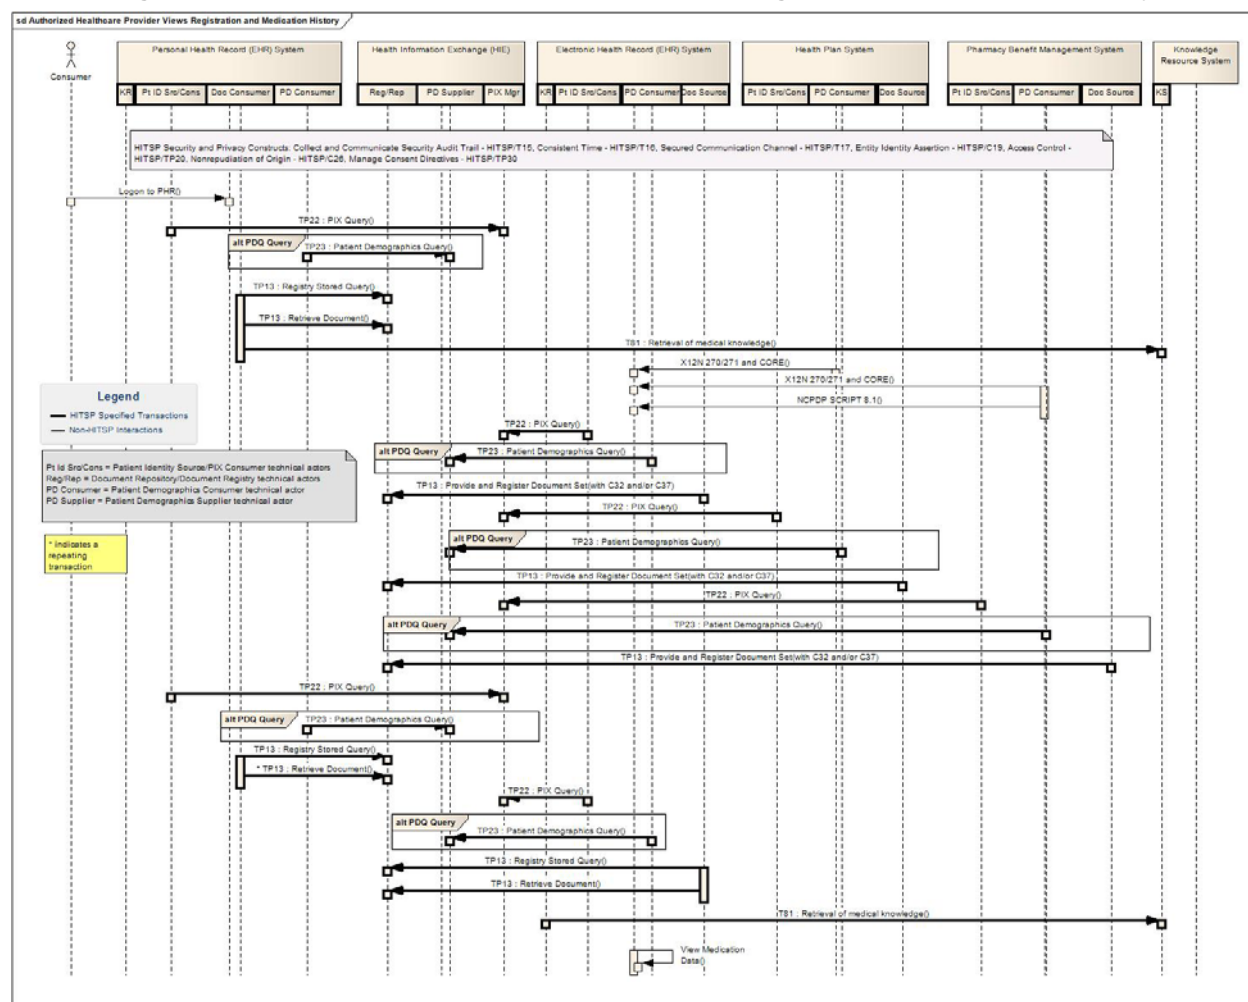 sd Authorized Healthcare Provider Views Registration and Medication History
Consumer
Personal Health Record (EHR) System
Health Information Exchange (HIE)
Electronic Health Record (EHR) System
Health Plan System
Pharmacy Benefit Management System
Knowledge
Resource System
KR
Pt ID Src/Cons
Doc Consumer
PD Consumer
Reg/Rep
PD Supplier
PIX Mgr
KR
Pt ID Src/Cons
PD Consumer
Doc Source
Pt ID Src/Cons
PD Consumer
Doc Source
Pt ID Src/Cons
PD Consumer
Doc Source
KS
HITSP Security and Privacy Constructs: Collect and Communicate Security Audit Trail - HITSP/T15, Consistent Time - HITSP/T16, Secured Communication Channel - HITSP/T17, Entity Identity Assertion - HITSP/C19, Access Control -
HITSP/TP20, Nonrepudiation of Origin - HITSP/C26, Manage Consent Directives - HITSP/TP30
Logon to PHR()
TP22 : PIX Query()
alt PDQ Query
TP23 : Patient Demographics Query()
TP13 : Registry Stored Query()
TP13 : Retrieve Document()
T81 : Retrieval of medical knowledge()
X12N 270/271 and CORE()
X12N 270/271 and CORE()
NCPDP SCRIPT 8.1()
Legend
HITSP Specified Transactions
Non-HITSP Interactions
TP22 : PIX Query()
alt PDQ Query
TP23 : Patient Demographics Query()
Pt Id Src/Cons = Patient Identity Source/PIX Consumer technical actors
Reg/Rep = Document Repository/Document Registry technical actors
PD Consumer = Patient Demographics Consumer technical actor
PD Supplier = Patient Demographics Supplier technical actor
TP13 : Provide and Register Document Set(with C32 and/or C37)
TP22 : PIX Query()
* indicates a
repeating
transaction
alt PDQ Query
TP23 : Patient Demographics Query()
TP13 : Provide and Register Document Set(with C32 and/or C37)
TP22 : PIX Query()
alt PDQ Query
TP23 : Patient Demographics Query()
TP13 : Provide and Register Document Set(with C32 and/or C37)
TP22 : PIX Query()
alt PDQ Query
TP23 : Patient Demographics Query()
TP13 : Registry Stored Query()
* TP13 : Retrieve Document()
TP22 : PIX Query()
alt PDQ Query
TP23 : Patient Demographics Query()
TP13 : Registry Stored Query()
TP13 : Retrieve Document()
T81 : Retrieval of medical knowledge()
View Medication
Data()